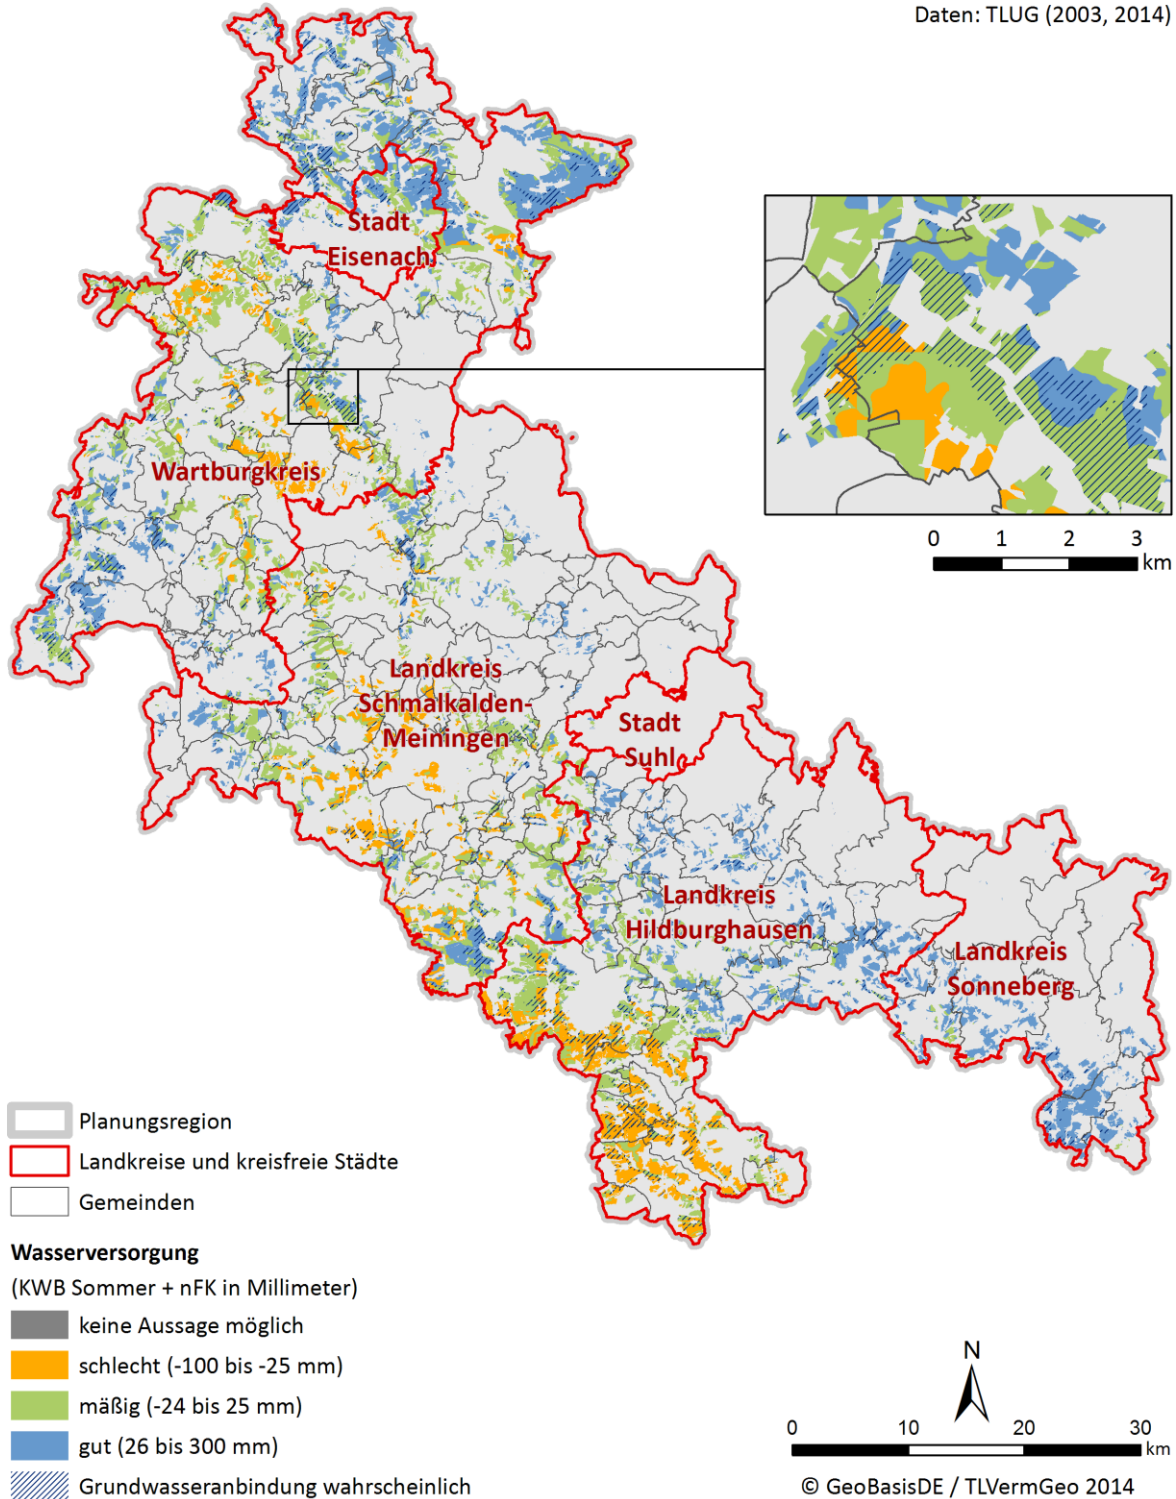 Daten: TLUG (2003, 2014)
Stadt
Eisenach
0 1 2 3
km
Wartburgkreis
Landkreis
Schmalkalden-
Meiningen
Stadt
Suhl
Landkreis
Hildburghausen
Landkreis
Sonneberg
Planungsregion
Landkreise und kreisfreie Städte
Gemeinden
Wasserversorgung
(KWB Sommer + nFK in Millimeter)
keine Aussage möglich
schlecht (-100 bis -25 mm)
mäßig (-24 bis 25 mm)
gut (26 bis 300 mm)
Grundwasseranbindung wahrscheinlich
N
0 10 20 30
km
© GeoBasisDE / TLVermGeo 2014